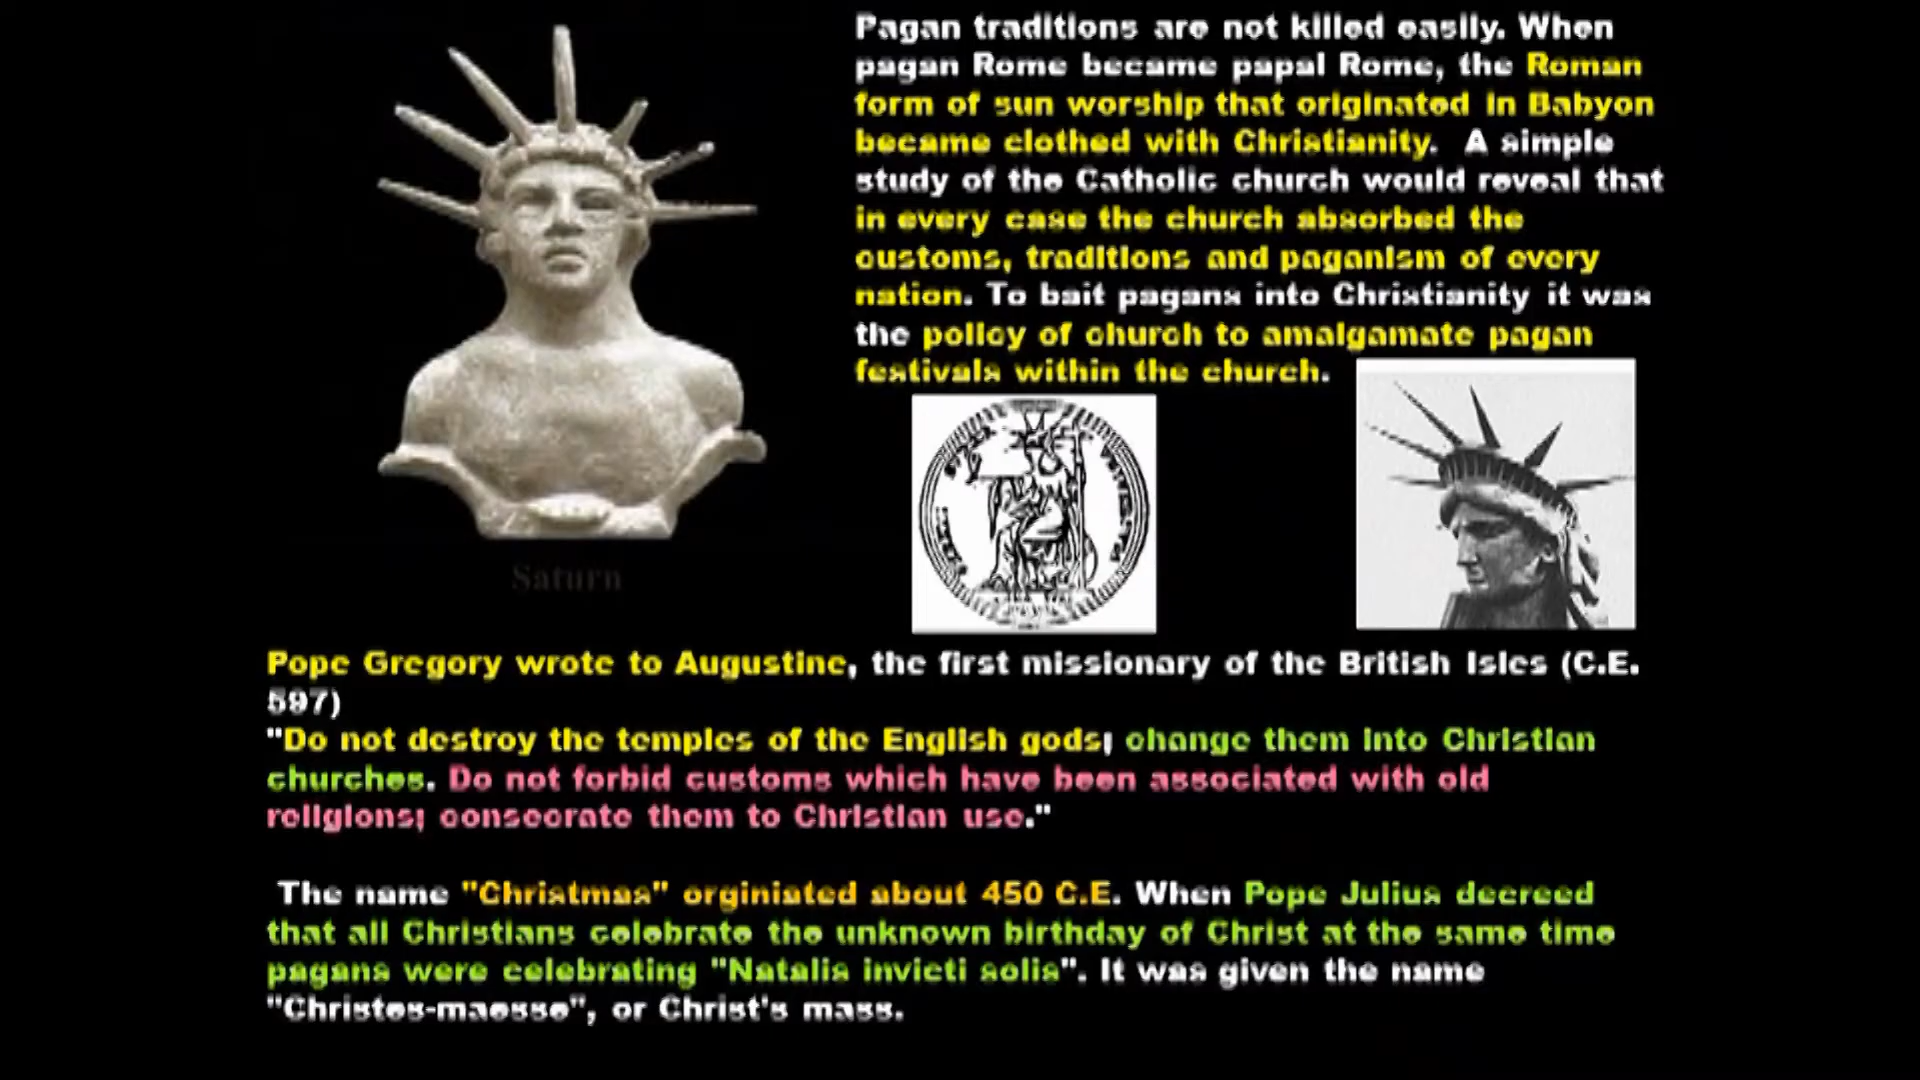 Pagan traditions are not killed easily. When
pagan Rome became papal Rome, the Roman
form of sun worship that originated in Babyon
became clothed with Christianity. A simple
study of the Catholic church would reveal that
in every case the church absorbed the
customs, traditions and paganism of every
nation. To bait pagans into Christianity it was
the policy of church to amalgamate pagan
festivals within the church.
Saturn
Pope Gregory wrote to Augustine, the first missionary of the British Isles (C.E.
597)
"Do not destroy the temples of the English gods; change them into Christian
churches. Do not forbid customs which have been associated with old
religions; consecrate them to Christian use."
The name "Christmas" orginiated about 450 C.E. When Pope Julius decreed
that all Christians celebrate the unknown birthday of Christ at the same time
pagans were celebrating "Natalis invicti solis". It was given the name
"Christes-maesse", or Christ's mass.